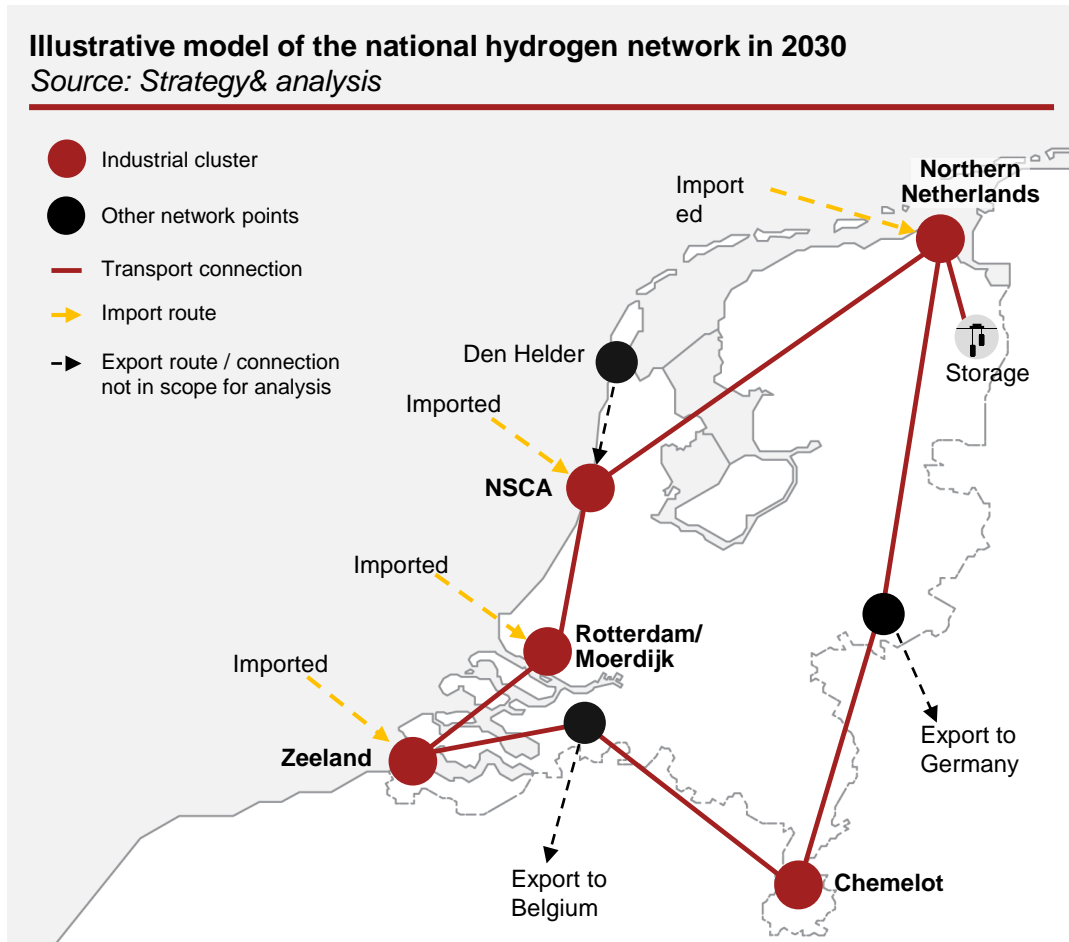 Illustrative model of the national hydrogen network in 2030
Source: Strategy& analysis
Industrial cluster
Other network points
Transport connection
Import route
Export route / connection
not in scope for analysis
Northern
Netherlands
Import
ed
Storage
Den Helder
Imported
NSCA
Imported
Rotterdam/
Moerdijk
Imported
Zeeland
Export to
Germany
Export to
Belgium
Chemelot